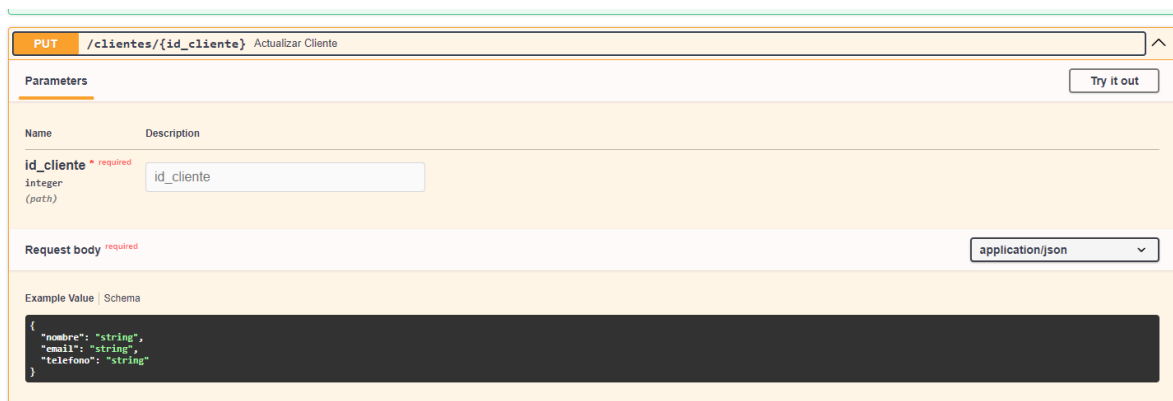 PUT /clientes/{id_cliente} Actualizar Cliente
Parameters
Try it out
Name Description
id_cliente * required
integer
(path)
id_cliente
Request body required
application/json
Example Value | Schema
{
  "nombre": "string",
  "email": "string",
  "telefono": "string"
}